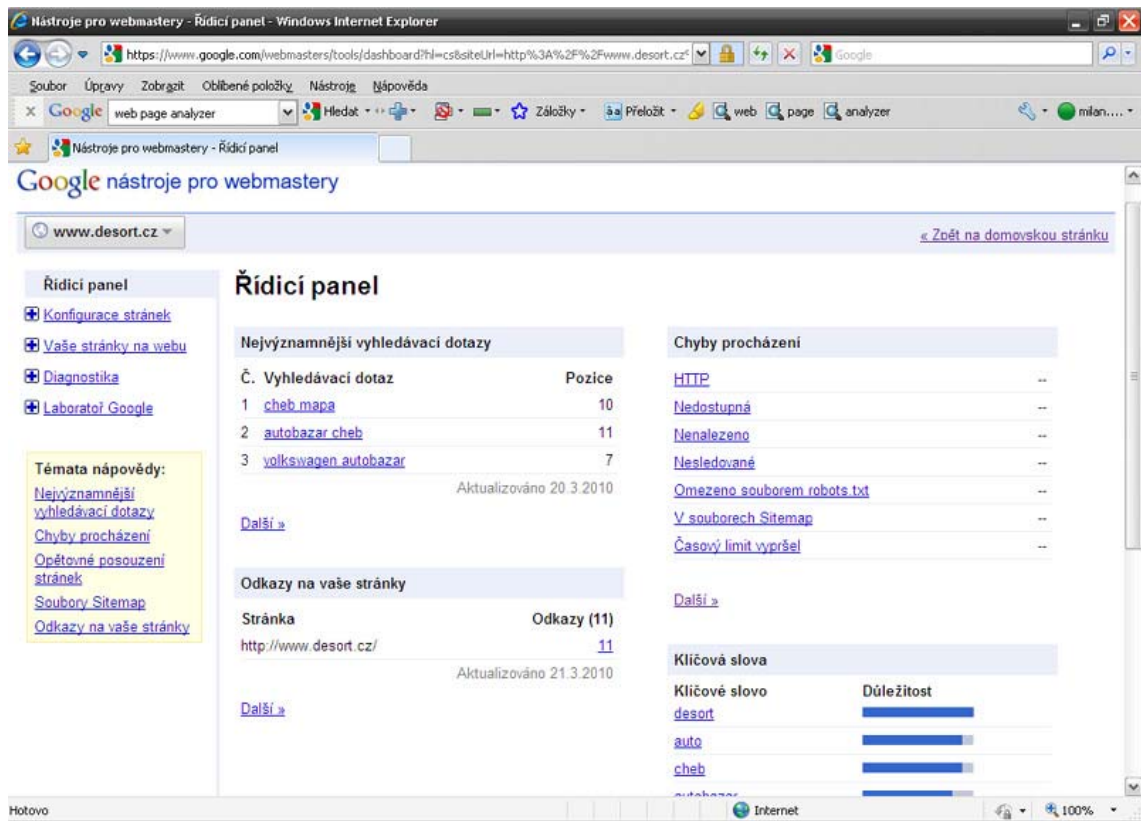 Nástroje pro webmastery - Řídicí panel - Windows Internet Explorer
https://www.google.com/webmasters/tools/dashboard?hl=cs&siteUrl=http%3A%2F%2Fwww.desort.cz%
Google
Soubor Úpravy Zobrazit Oblíbené položky Nástroje Nápověda
x Google web page analyzer Hledat Záložky Přeložit web page analyzer milan....
Nástroje pro webmastery - Řídicí panel
Google nástroje pro webmastery
www.desort.cz
« Zpět na domovskou stránku
Řídicí panel
Konfigurace stránek
Vaše stránky na webu
Diagnostika
Laboratoř Google
Témata nápovědy:
Nejvýznamnější
vyhledávací dotazy
Chyby procházení
Opětovné posouzení
stránek
Soubory Sitemap
Odkazy na vaše stránky
Řídicí panel
Nejvýznamnější vyhledávací dotazy
Č. Vyhledávací dotaz Pozice
1 cheb mapa 10
2 autobazar cheb 11
3 volkswagen autobazar 7
Aktualizováno 20.3.2010
Další »
Odkazy na vaše stránky
Stránka Odkazy (11)
http://www.desort.cz/ 11
Aktualizováno 21.3.2010
Další »
Chyby procházení
HTTP --
Nedostupná --
Nenalezeno --
Nesledované --
Omezeno souborem robots.txt --
V souborech Sitemap --
Časový limit vypršel --
Další »
Klíčová slova
Klíčové slovo Důležitost
desort
auto
cheb
autobazar
Hotovo Internet 100%